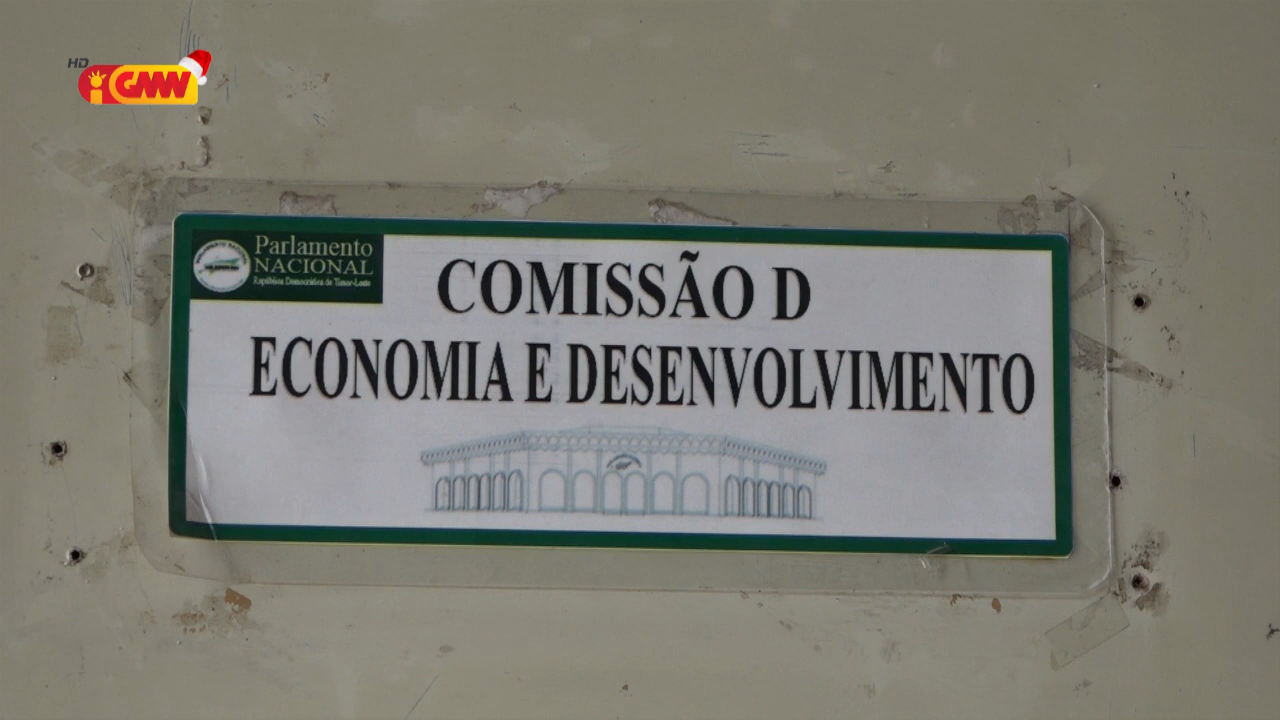 HD
GMN
Parlamento
NACIONAL
República Democrática de Timor-Leste
COMISSÃO D
ECONOMIA E DESENVOLVIMENTO